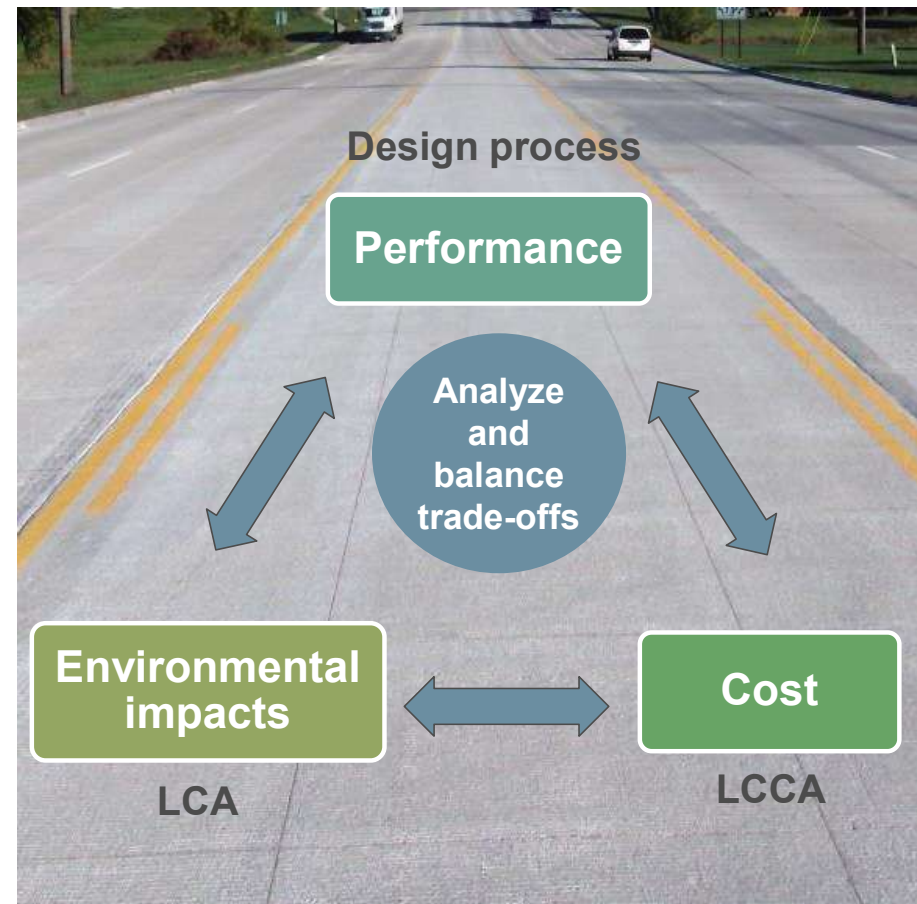 Design process
Performance
Analyze
and
balance
trade-offs
Environmental
impacts
Cost
LCA
LCCA